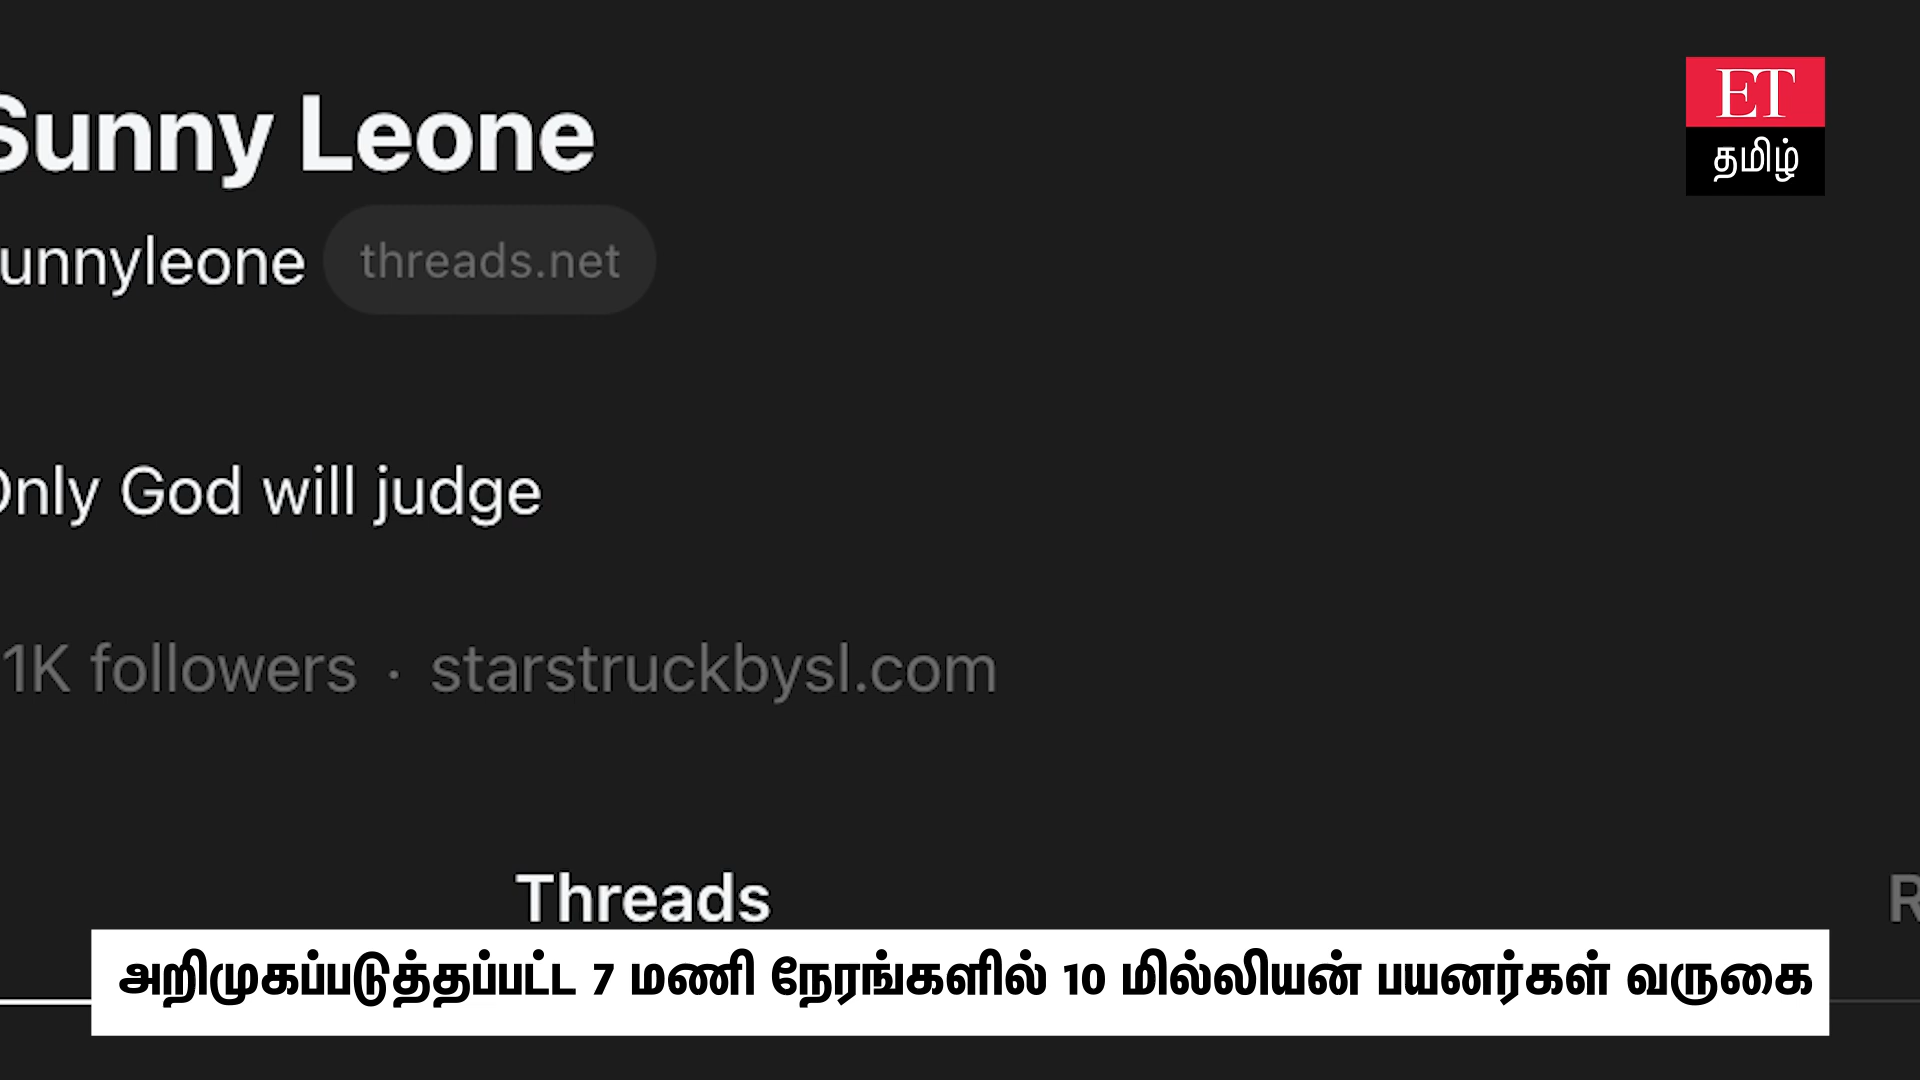 Sunny Leone
ET
தமிழ்
unnyleone threads.net
Only God will judge
1K followers · starstruckbysl.com
Threads
R
அறிமுகப்படுத்தப்பட்ட 7 மணி நேரங்களில் 10 மில்லியன் பயனர்கள் வருகை